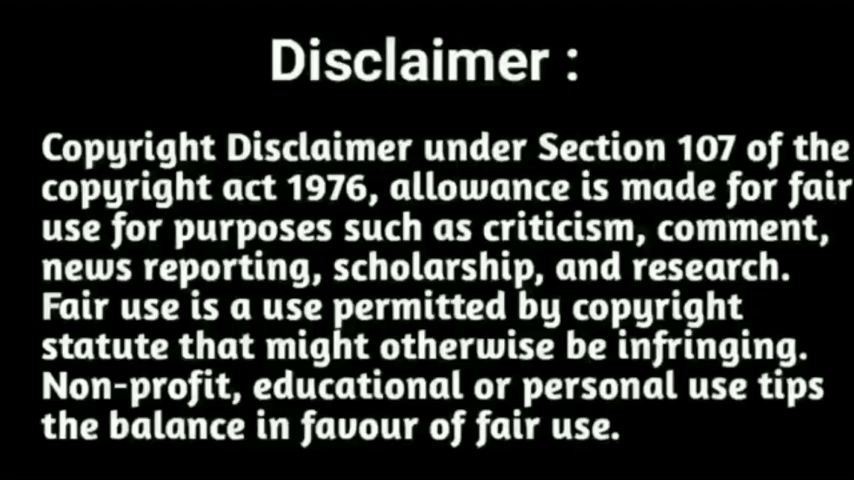 Disclaimer :
Copyright Disclaimer under Section 107 of the
copyright act 1976, allowance is made for fair
use for purposes such as criticism, comment,
news reporting, scholarship, and research.
Fair use is a use permitted by copyright
statute that might otherwise be infringing.
Non-profit, educational or personal use tips
the balance in favour of fair use.